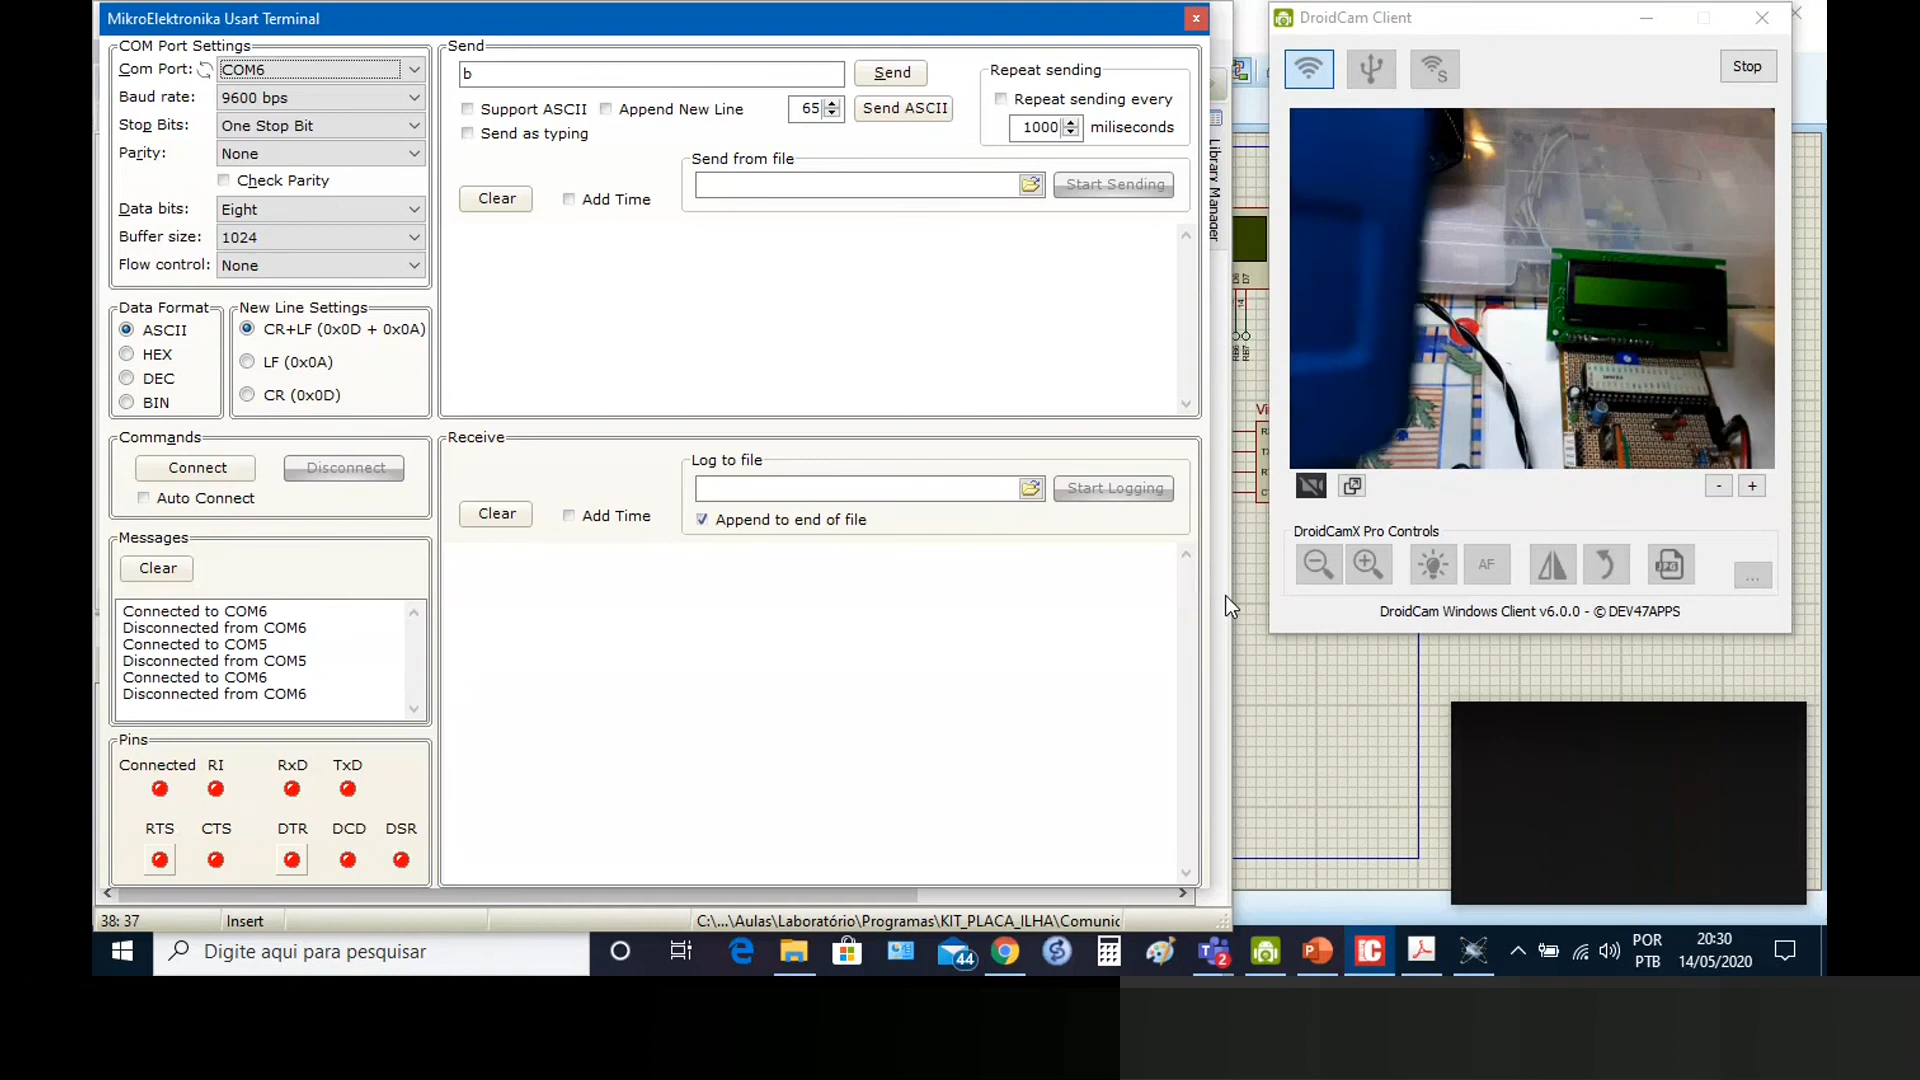 MikroElektronika Usart Terminal
COM Port Settings
Com Port: COM6
Baud rate: 9600 bps
Stop Bits: One Stop Bit
Parity: None
Check Parity
Data bits: Eight
Buffer size: 1024
Flow control: None
Data Format
ASCII
HEX
DEC
BIN
New Line Settings
CR+LF (0x0D + 0x0A)
LF (0x0A)
CR (0x0D)
Commands
Connect Disconnect
Auto Connect
Messages
Clear
Connected to COM6
Disconnected from COM6
Connected to COM5
Disconnected from COM5
Connected to COM6
Disconnected from COM6
Pins
Connected RI RxD TxD
RTS CTS DTR DCD DSR
Send
b Send
Support ASCII Append New Line 65 Send ASCII
Send as typing
Repeat sending
Repeat sending every
1000 miliseconds
Send from file
Start Sending
Clear Add Time
Receive
Log to file
Start Logging
Clear Add Time
Append to end of file
38: 37 Insert C:\...\Aulas\Laboratório\Programas\KIT_PLACA_ILHA\Comunic
Library Manager
D7
14
RB6
RB7
DroidCam Client
Stop
- +
DroidCamX Pro Controls
AF
JPG
...
DroidCam Windows Client v6.0.0 - © DEV47APPS
Digite aqui para pesquisar
44
2
POR
PTB
20:30
14/05/2020